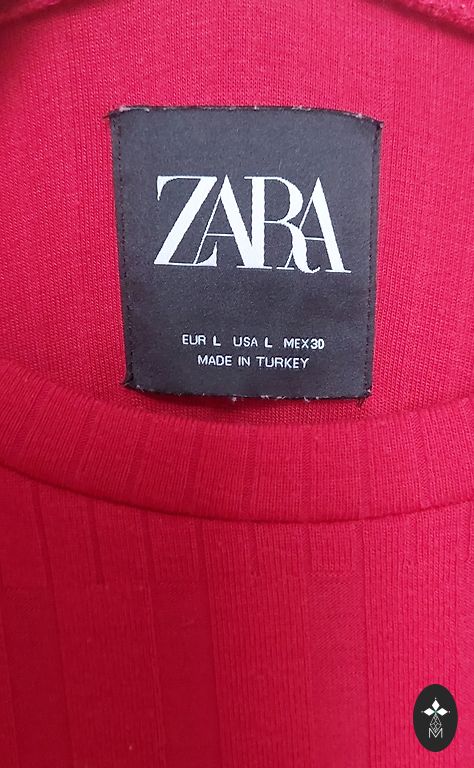 ZARA
EUR L USA L MEX30
MADE IN TURKEY
M